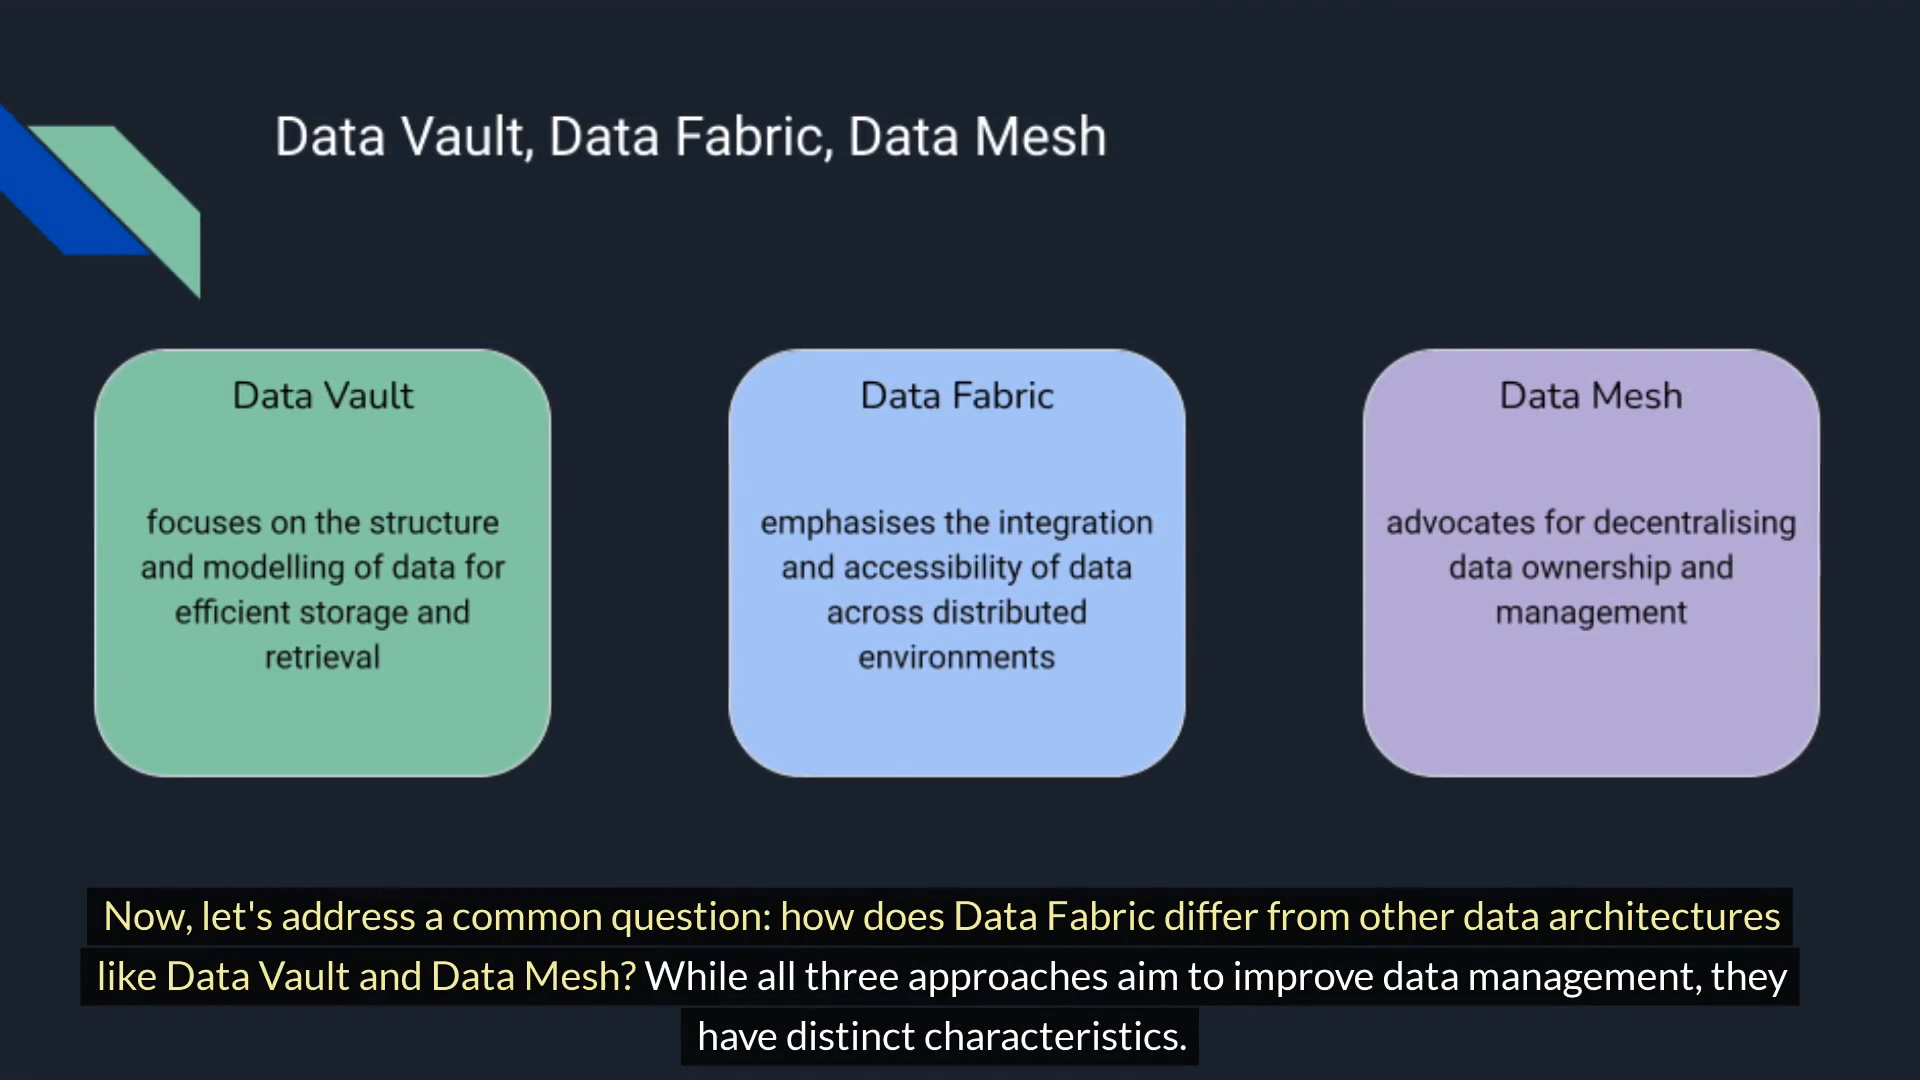 Data Vault, Data Fabric, Data Mesh
Data Vault
focuses on the structure
and modelling of data for
efficient storage and
retrieval
Data Fabric
emphasises the integration
and accessibility of data
across distributed
environments
Data Mesh
advocates for decentralising
data ownership and
management
Now, let's address a common question: how does Data Fabric differ from other data architectures
like Data Vault and Data Mesh? While all three approaches aim to improve data management, they
have distinct characteristics.